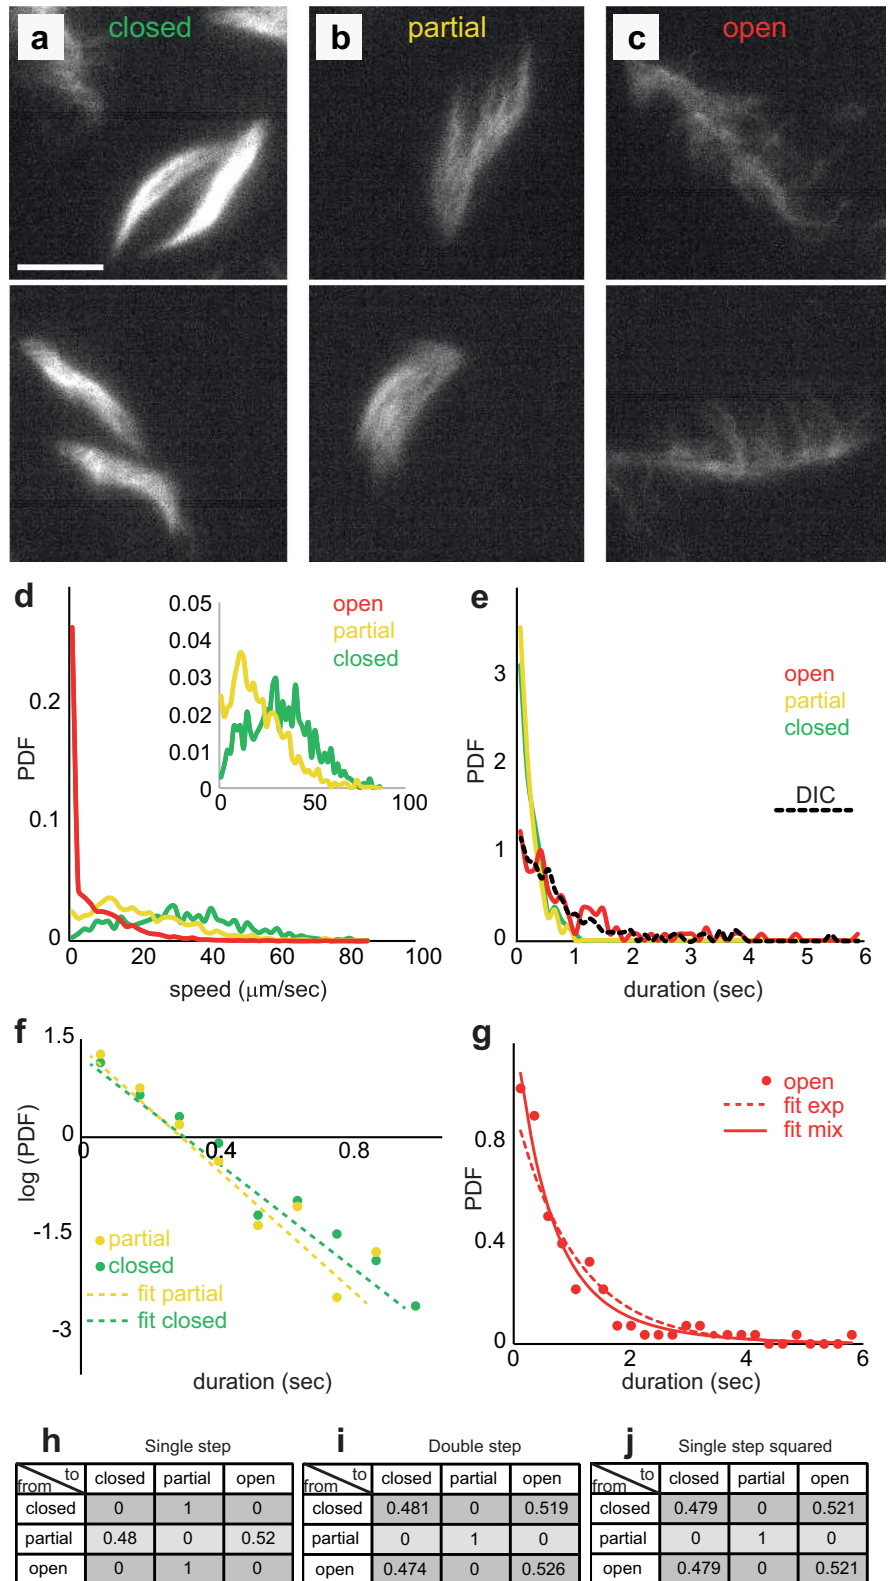 a closed
b partial
c open
d
PDF
0.2
0.1
0
0 20 40 60 80 100
speed (μm/sec)
0.05
0.04
0.03
0.02
0.01
0
0 50 100
open
partial
closed
e
PDF
3
2
1
0
0 1 2 3 4 5 6
duration (sec)
open
partial
closed
DIC
f
log (PDF)
1.5
0
-1.5
-3
0 0.4 0.8
partial
closed
fit partial
fit closed
duration (sec)
g
PDF
0.8
0.4
0
0 2 4 6
duration (sec)
open
fit exp
fit mix
h Single step
from to closed partial open
closed 0 1 0
partial 0.48 0 0.52
open 0 1 0
i Double step
from to closed partial open
closed 0.481 0 0.519
partial 0 1 0
open 0.474 0 0.526
j Single step squared
from to closed partial open
closed 0.479 0 0.521
partial 0 1 0
open 0.479 0 0.521